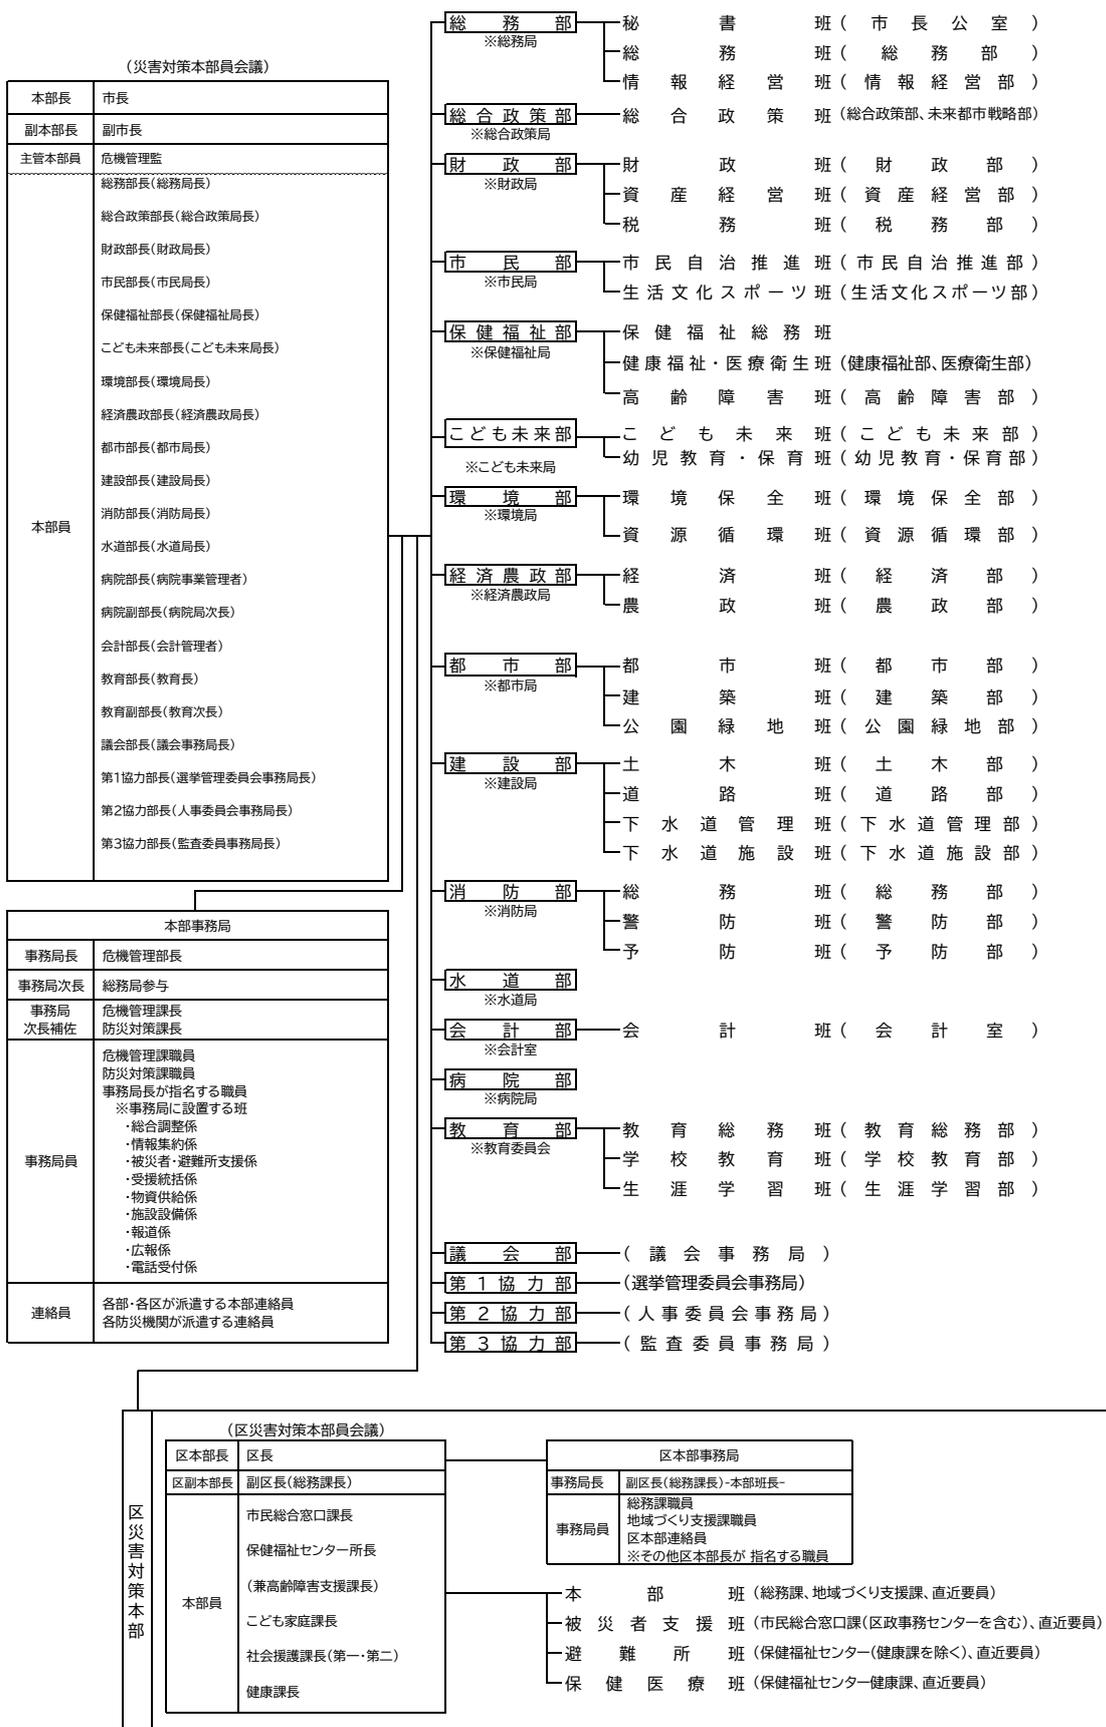 (災害対策本部員会議)
本部長 市長
副本部長 副市長
主管本部員 危機管理監
本部員
総務部長(総務局長)
総合政策部長(総合政策局長)
財政部長(財政局長)
市民部長(市民局長)
保健福祉部長(保健福祉局長)
こども未来部長(こども未来局長)
環境部長(環境局長)
経済農政部長(経済農政局長)
都市部長(都市局長)
建設部長(建設局長)
消防部長(消防局長)
水道部長(水道局長)
病院部長(病院事業管理者)
病院副部長(病院局次長)
会計部長(会計管理者)
教育部長(教育長)
教育副部長(教育次長)
議会部長(議会事務局長)
第1協力部長(選挙管理委員会事務局長)
第2協力部長(人事委員会事務局長)
第3協力部長(監査委員事務局長)
本部事務局
事務局長 危機管理部長
事務局次長 総務局参与
事務局
次長補佐
危機管理課長
防災対策課長
事務局員
危機管理課職員
防災対策課職員
事務局長が指名する職員
※事務局に設置する班
・総合調整係
・情報集約係
・被災者・避難所支援係
・受援統括係
・物資供給係
・施設設備係
・報道係
・広報係
・電話受付係
連絡員
各部・各区が派遣する本部連絡員
各防災機関が派遣する連絡員
総務部
※総務局
秘書班(市長公室)
総務班(総務部)
情報経営班(情報経営部)
総合政策部
※総合政策局
総合政策班(総合政策部、未来都市戦略部)
財政部
※財政局
財政班(財政部)
資産経営班(資産経営部)
税務班(税務部)
市民部
※市民局
市民自治推進班(市民自治推進部)
生活文化スポーツ班(生活文化スポーツ部)
保健福祉部
※保健福祉局
保健福祉総務班
健康福祉・医療衛生班(健康福祉部、医療衛生部)
高齢障害班(高齢障害部)
こども未来部
※こども未来局
こども未来班(こども未来部)
幼児教育・保育班(幼児教育・保育部)
環境部
※環境局
環境保全班(環境保全部)
資源循環班(資源循環部)
経済農政部
※経済農政局
経済班(経済部)
農政班(農政部)
都市部
※都市局
都市班(都市部)
建築班(建築部)
公園緑地班(公園緑地部)
建設部
※建設局
土木班(土木部)
道路班(道路部)
下水道管理班(下水道管理部)
下水道施設班(下水道施設部)
消防部
※消防局
総務班(総務部)
警防班(警防部)
予防班(予防部)
水道部
※水道局
会計部
※会計室
会計班(会計室)
病院部
※病院局
教育部
※教育委員会
教育総務班(教育総務部)
学校教育班(学校教育部)
生涯学習班(生涯学習部)
議会部(議会事務局)
第1協力部(選挙管理委員会事務局)
第2協力部(人事委員会事務局)
第3協力部(監査委員事務局)
区災害対策本部
(区災害対策本部員会議)
区本部長 区長
区副本部長 副区長(総務課長)
本部員
市民総合窓口課長
保健福祉センター所長
(兼高齢障害支援課長)
こども家庭課長
社会援護課長(第一・第二)
健康課長
区本部事務局
事務局長 副区長(総務課長)-本部班長-
事務局員
総務課職員
地域づくり支援課職員
区本部連絡員
※その他区本部長が 指名する職員
本部班(総務課、地域づくり支援課、直近要員)
被災者支援班(市民総合窓口課(区政事務センターを含む)、直近要員)
避難所班(保健福祉センター(健康課を除く)、直近要員)
保健医療班(保健福祉センター健康課、直近要員)